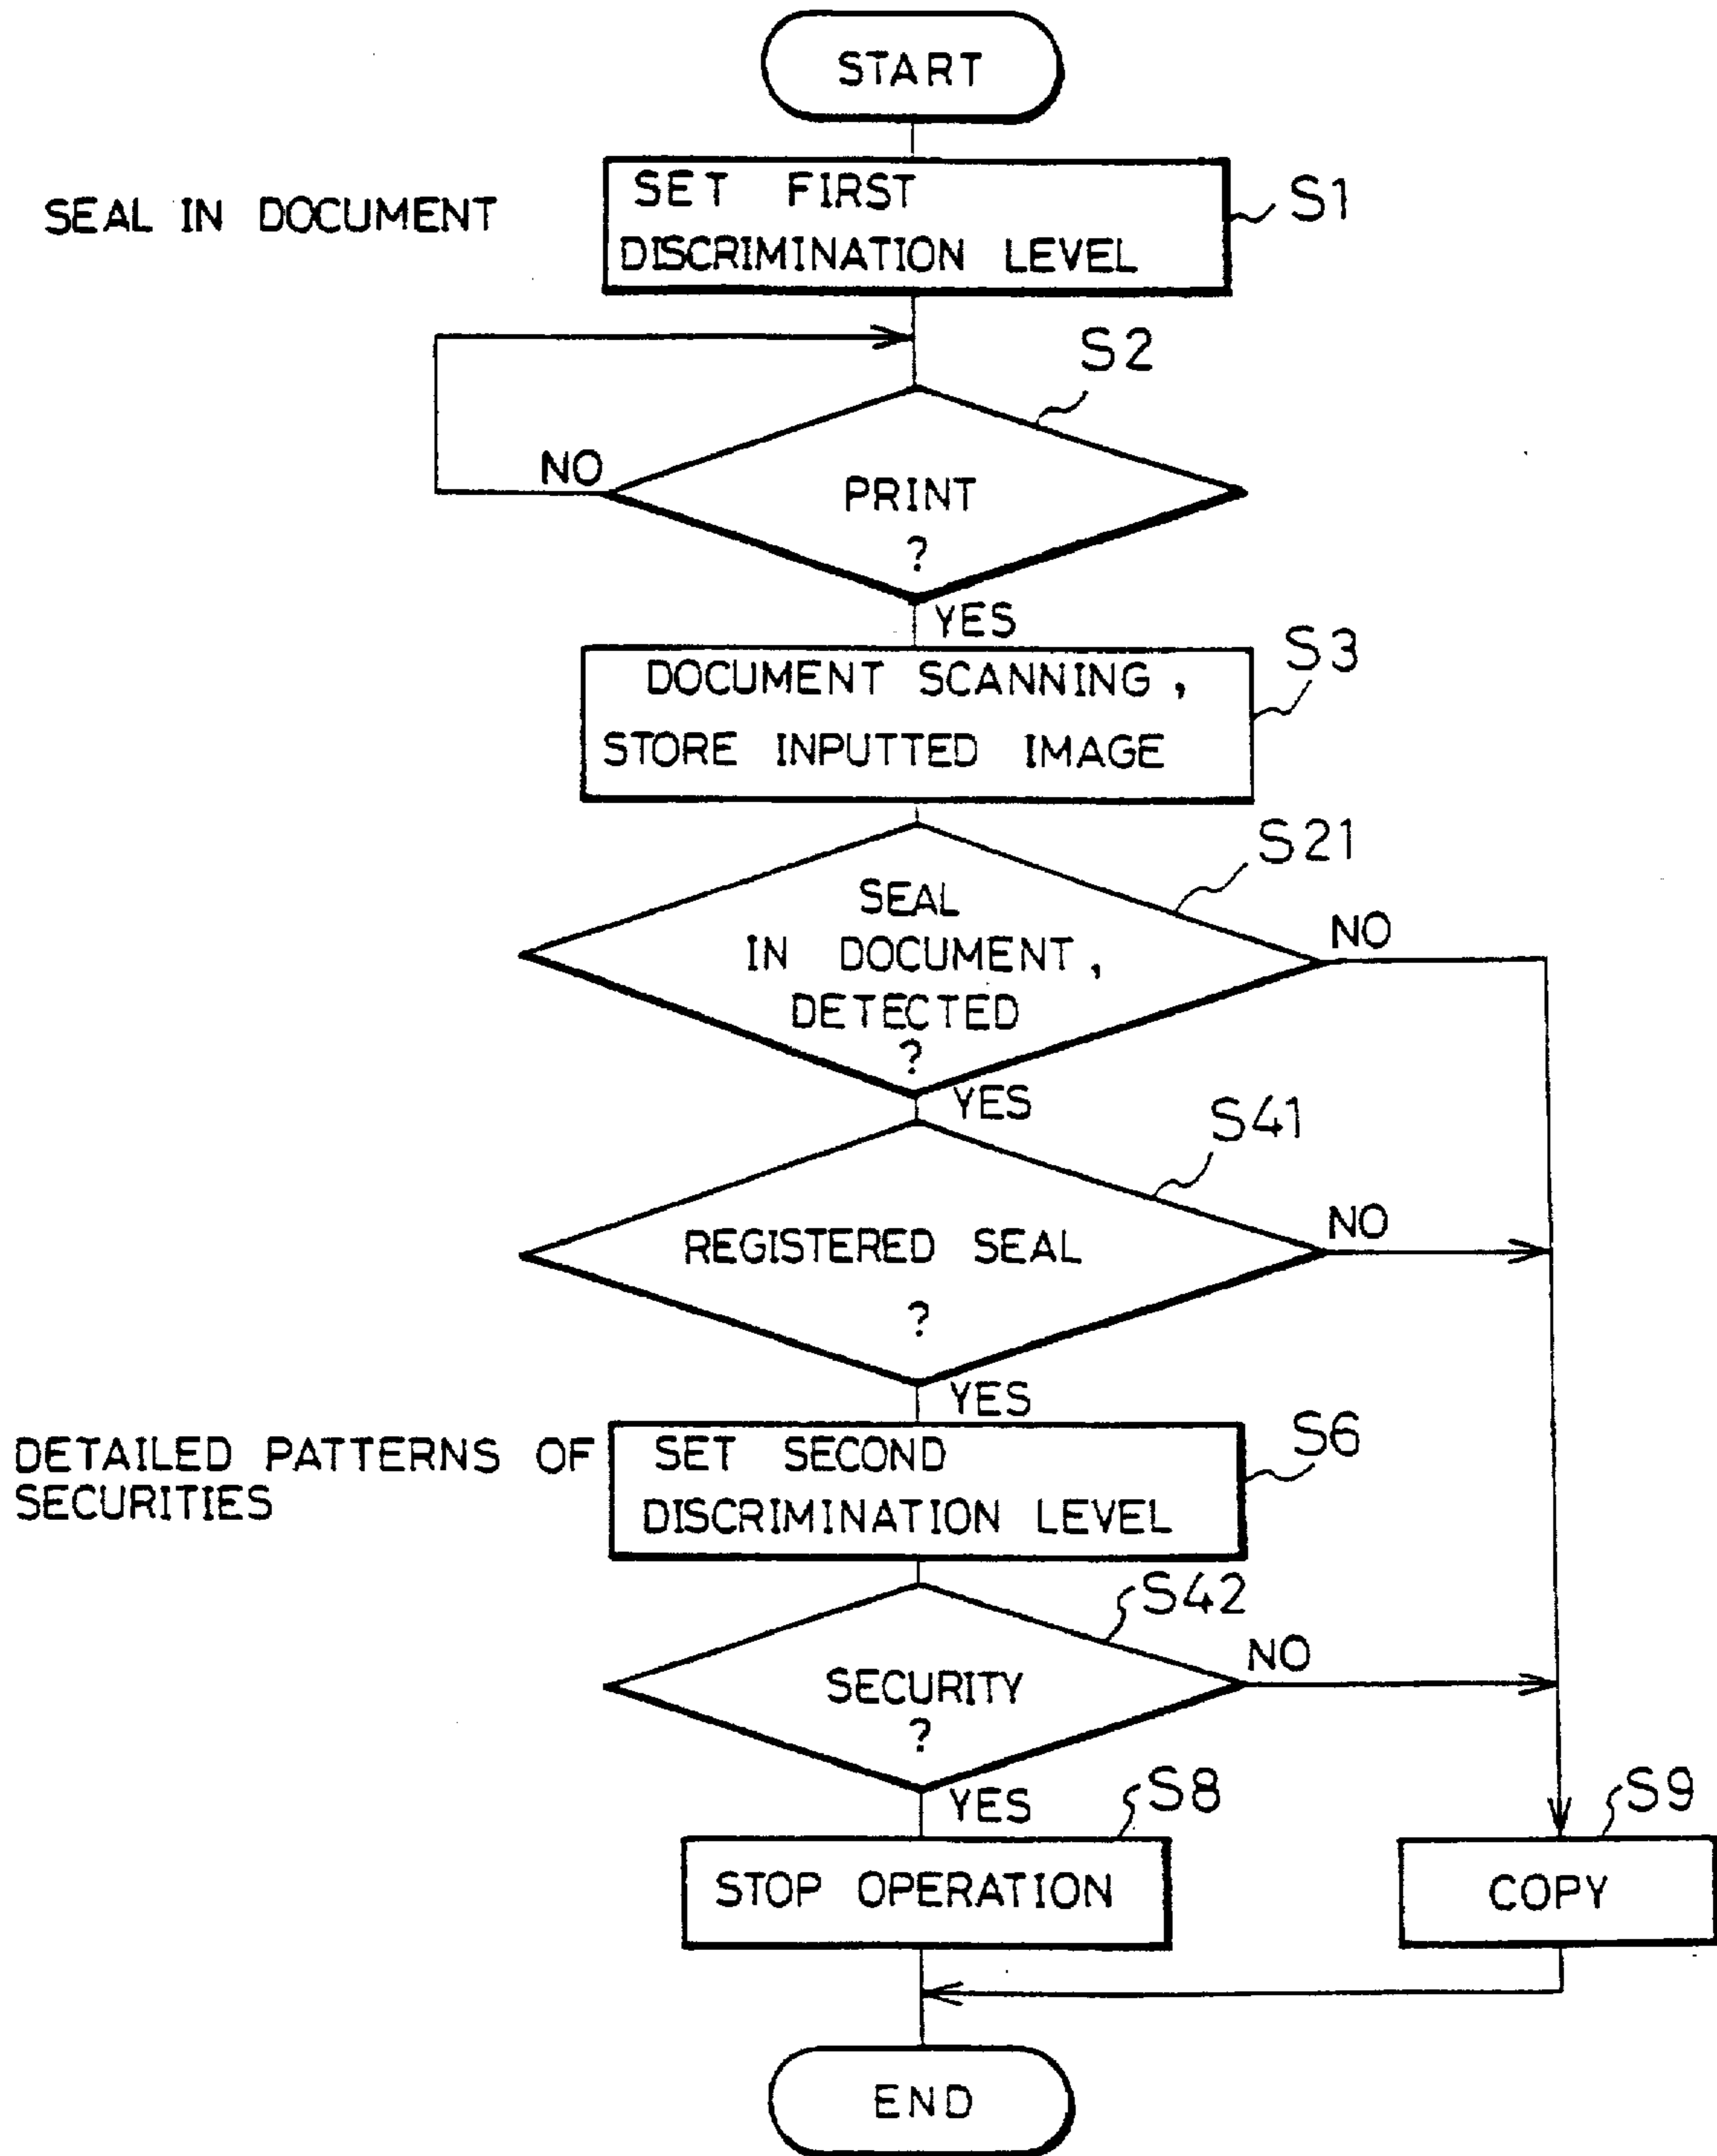 START
SEAL IN DOCUMENT
SET FIRST
DISCRIMINATION LEVEL
S1
S2
NO
PRINT
?
YES
S3
DOCUMENT SCANNING,
STORE INPUTTED IMAGE
S21
SEAL
IN DOCUMENT,
DETECTED
?
NO
YES
S41
REGISTERED SEAL
?
NO
YES
DETAILED PATTERNS OF
SECURITIES
SET SECOND
DISCRIMINATION LEVEL
S6
S42
SECURITY
?
NO
YES
S8
STOP OPERATION
S9
COPY
END